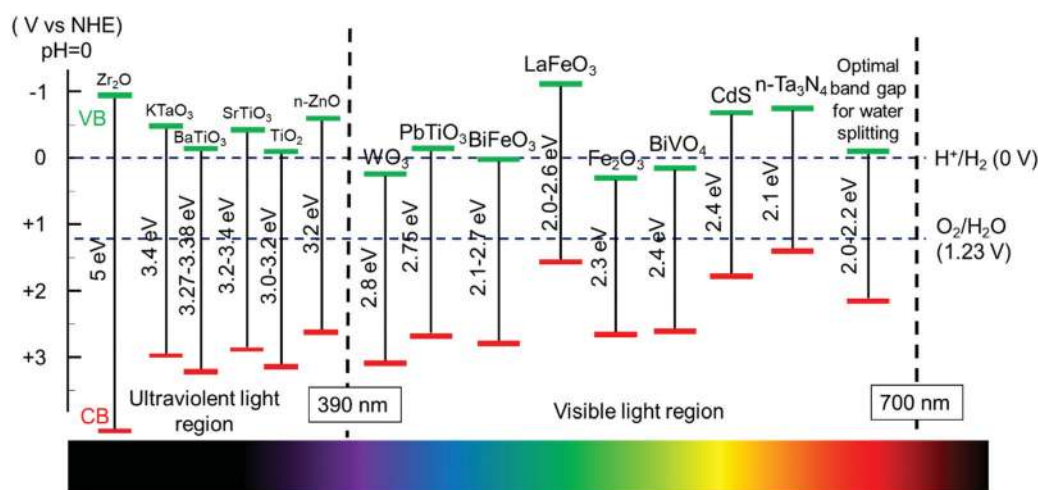 ( V vs NHE)
pH=0
-1
0
+1
+2
+3
VB
CB
Zr₂O
5 eV
KTaO₃
3.4 eV
BaTiO₃
3.27-3.38 eV
SrTiO₃
3.2-3.4 eV
TiO₂
3.0-3.2 eV
n-ZnO
3.2 eV
WO₃
2.8 eV
PbTiO₃
2.75 eV
BiFeO₃
2.1-2.7 eV
LaFeO₃
2.0-2.6 eV
Fe₂O₃
2.3 eV
BiVO₄
2.4 eV
CdS
2.4 eV
n-Ta₃N₄
2.1 eV
Optimal
band gap
for water
splitting
2.0-2.2 eV
H⁺/H₂ (0 V)
O₂/H₂O
(1.23 V)
Ultraviolent light
region
390 nm
Visible light region
700 nm